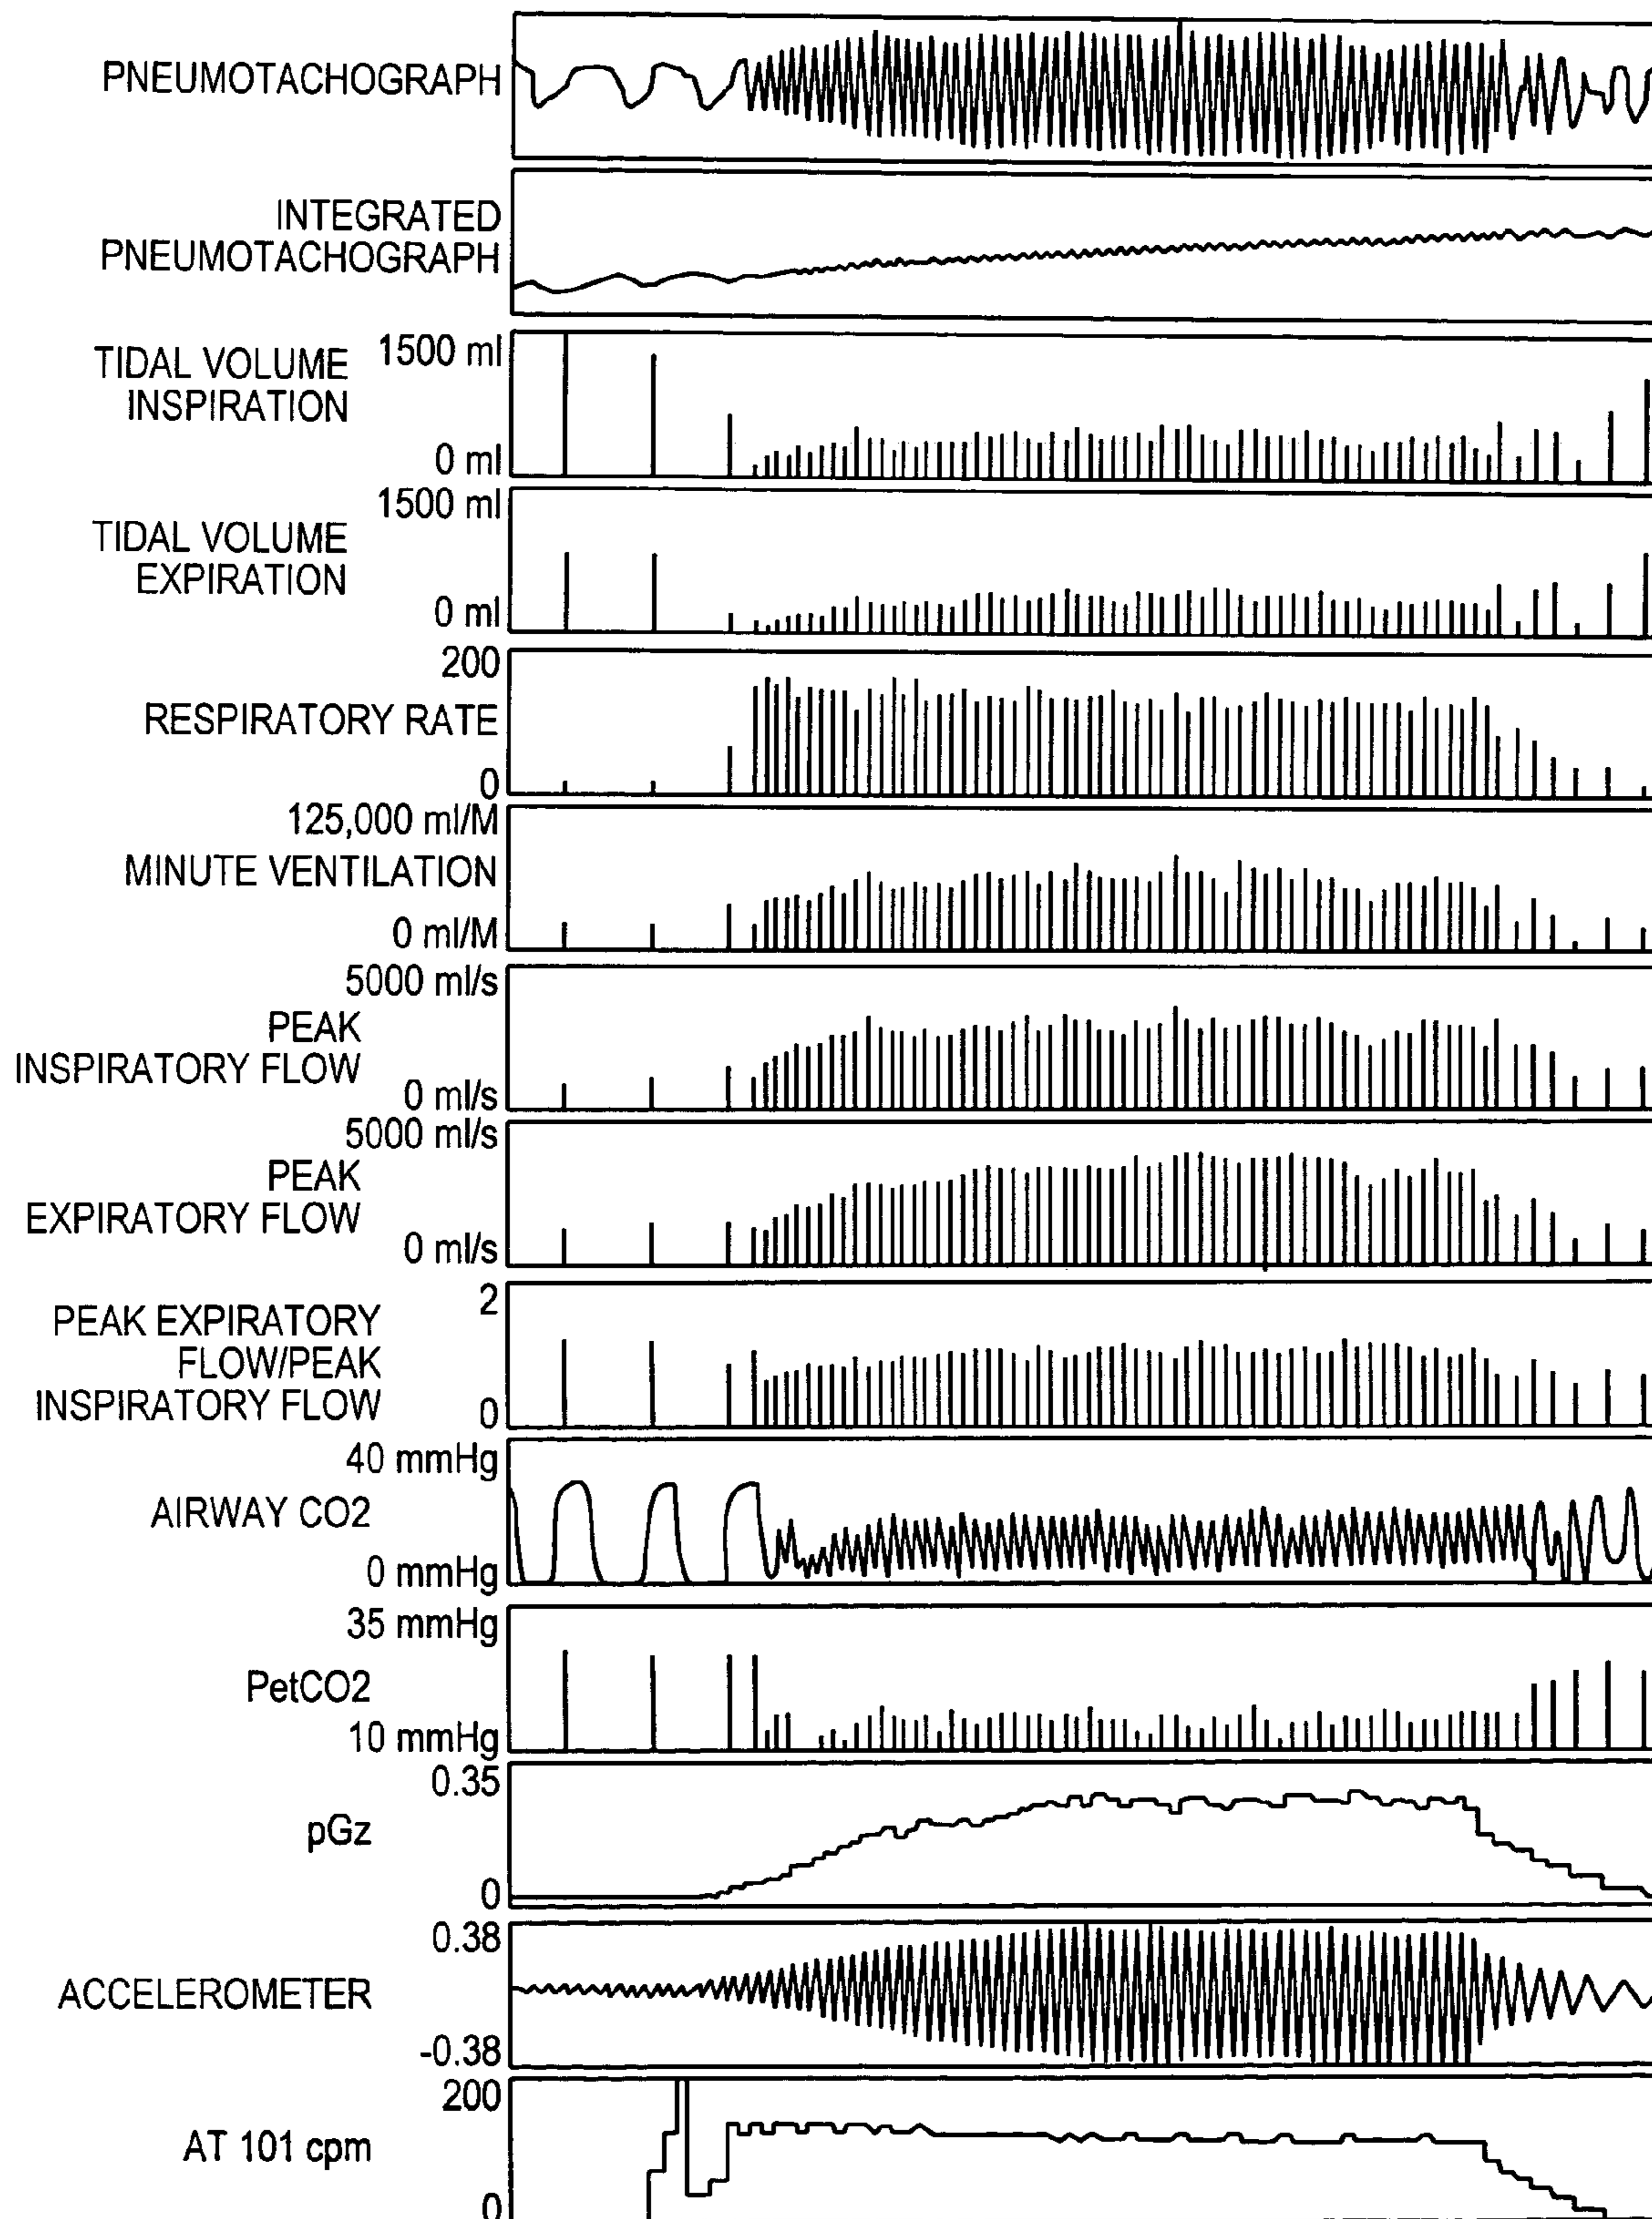 PNEUMOTACHOGRAPH
INTEGRATED
PNEUMOTACHOGRAPH
1500 ml
TIDAL VOLUME
INSPIRATION
0 ml
1500 ml
TIDAL VOLUME
EXPIRATION
0 ml
200
RESPIRATORY RATE
0
125,000 ml/M
MINUTE VENTILATION
0 ml/M
5000 ml/s
PEAK
INSPIRATORY FLOW
0 ml/s
5000 ml/s
PEAK
EXPIRATORY FLOW
0 ml/s
2
PEAK EXPIRATORY
FLOW/PEAK
INSPIRATORY FLOW
0
40 mmHg
AIRWAY CO2
0 mmHg
35 mmHg
PetCO2
10 mmHg
0.35
pGz
0
0.38
ACCELEROMETER
-0.38
200
AT 101 cpm
0